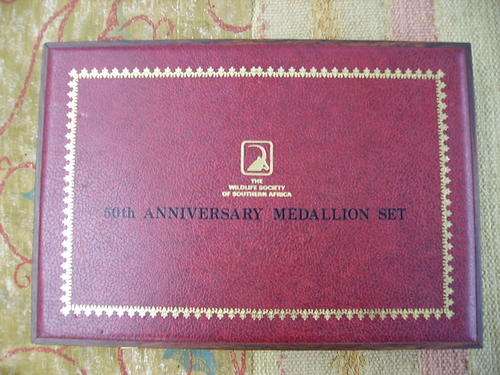 THE
WILDLIFE SOCIETY
OF SOUTHERN AFRICA
50th ANNIVERSARY MEDALLION SET